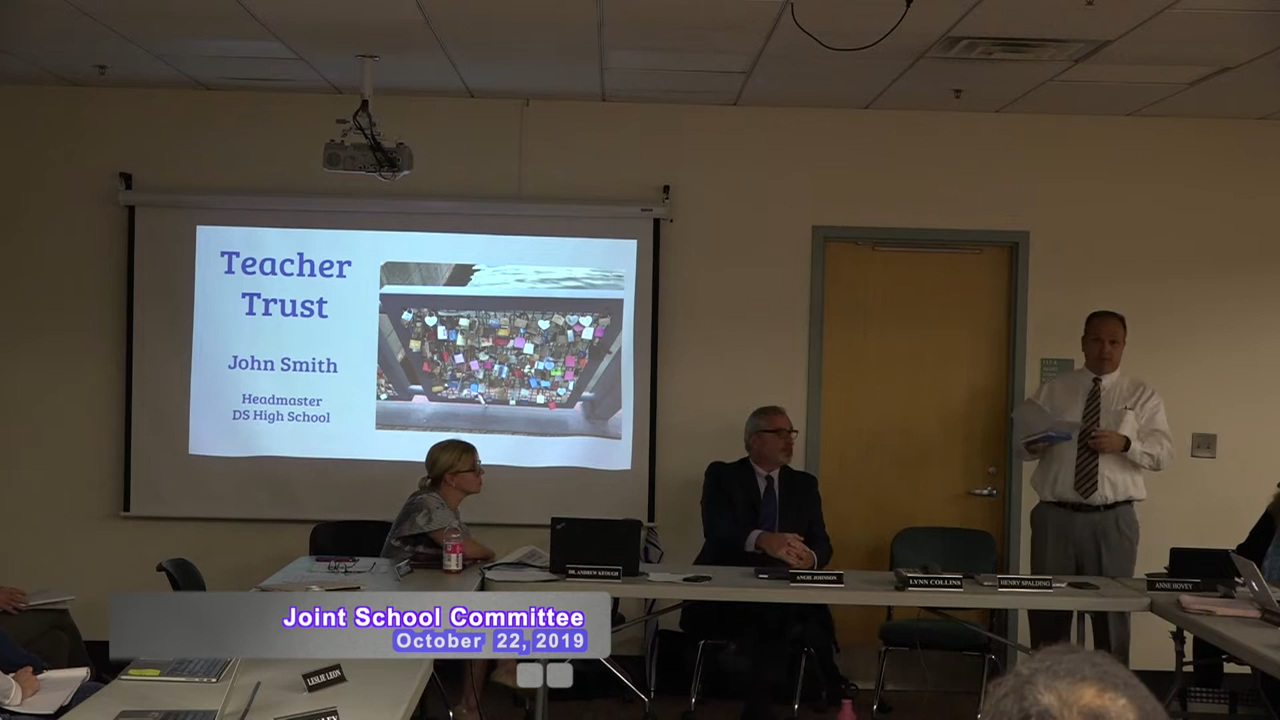 Teacher
Trust
John Smith
Headmaster
DS High School
DR. ANDREW KEOUGH
ANGIE JOHNSON
LYNN COLLINS
HENRY SPALDING
ANNE HOVEY
Joint School Committee
October 22, 2019
LESLIE LEON